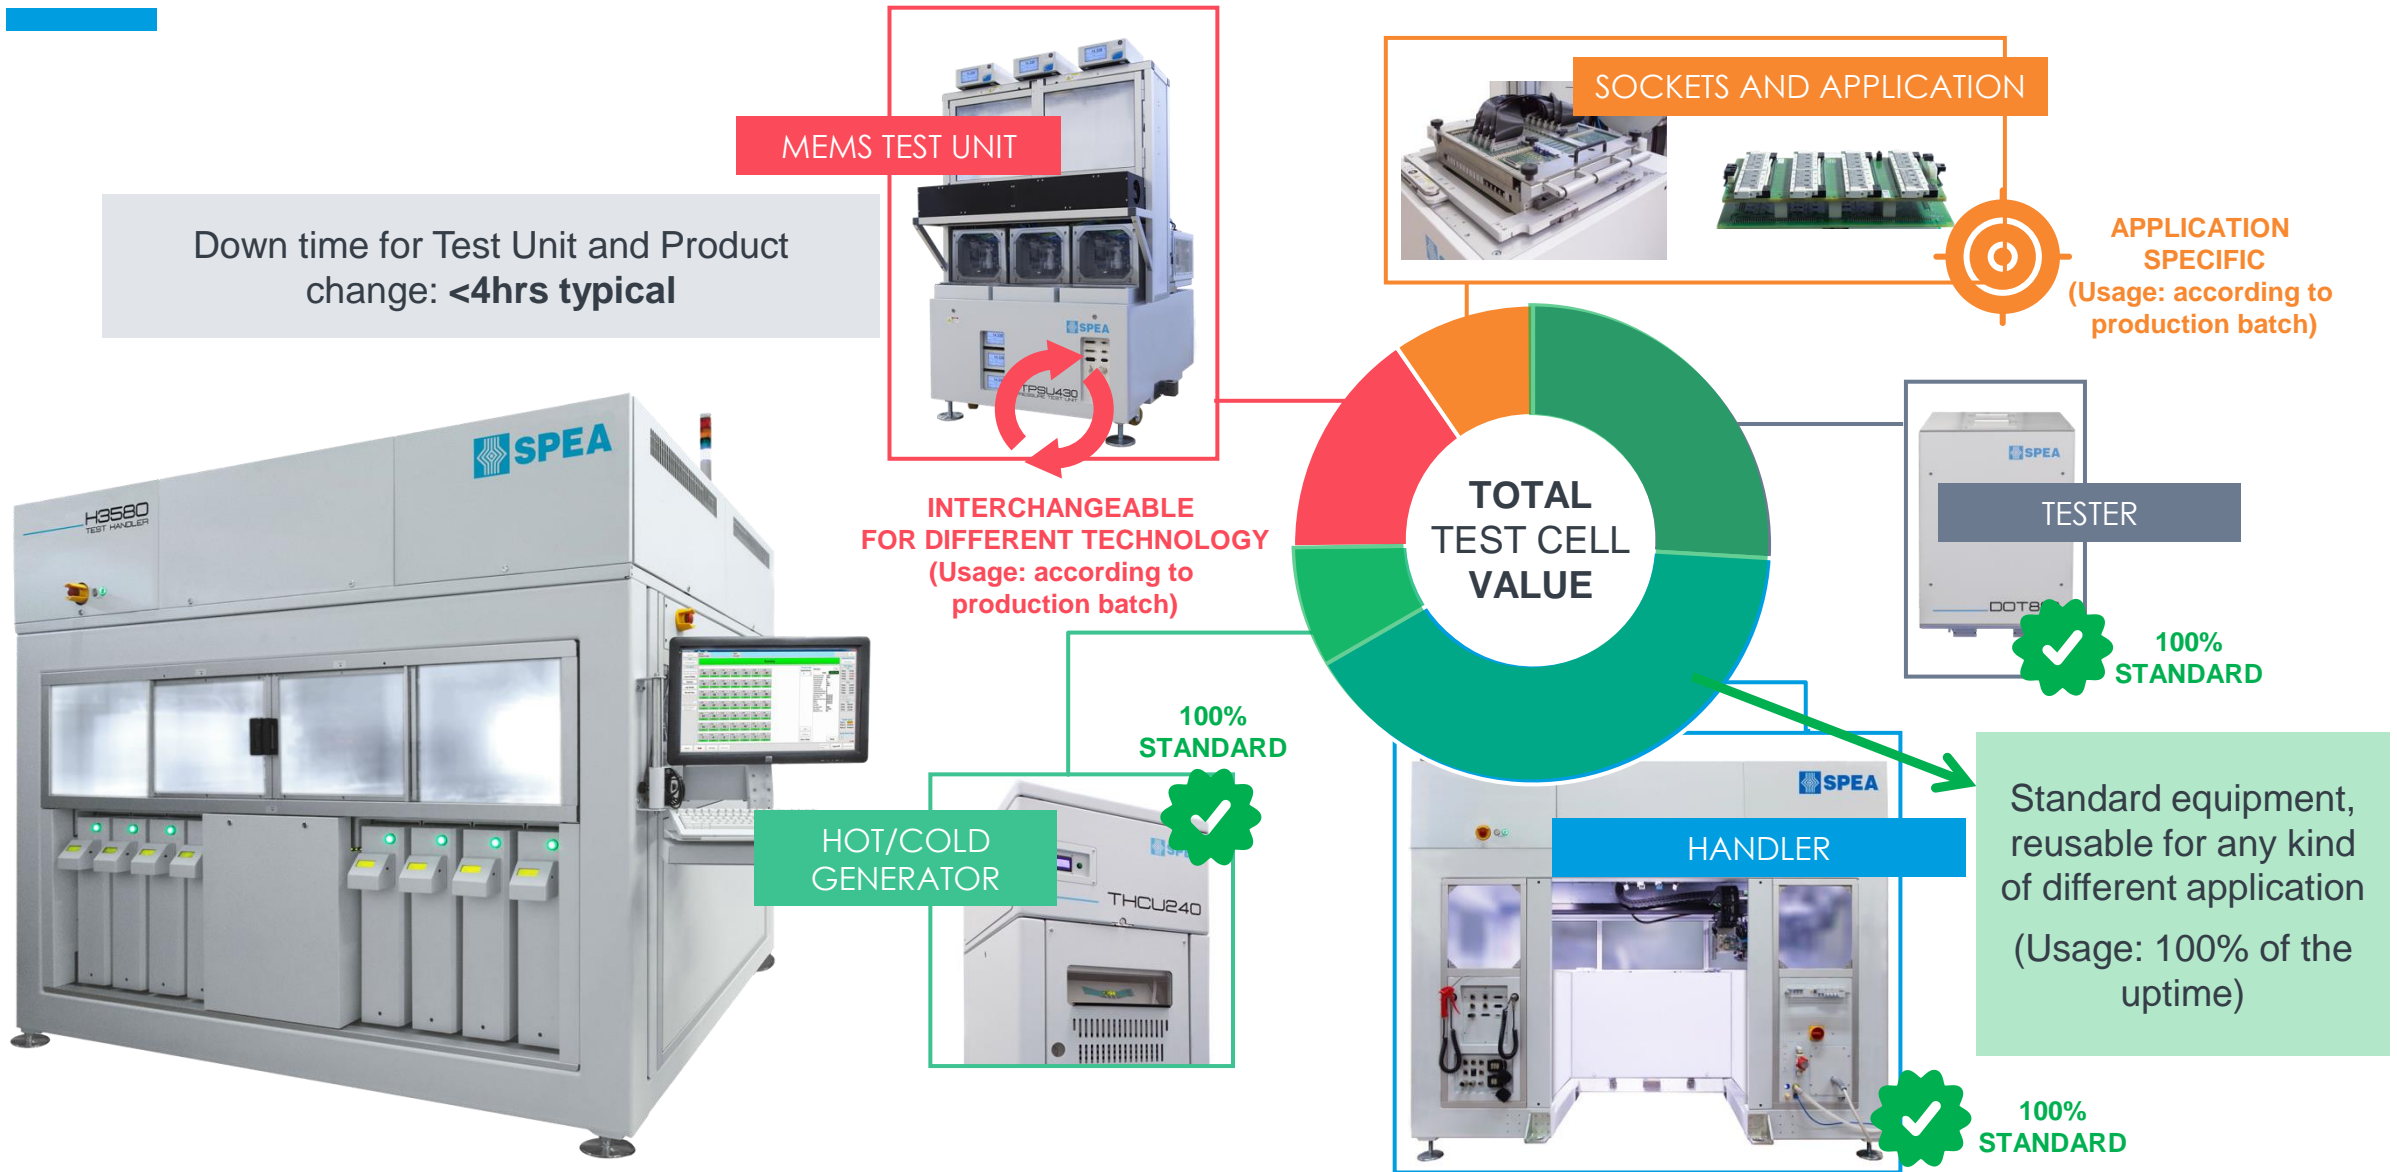 MEMS TEST UNIT
SOCKETS AND APPLICATION
Down time for Test Unit and Product
change: <4hrs typical
APPLICATION
SPECIFIC
(Usage: according to
production batch)
SPEA
TPSU430
PRESSURE TEST UNIT
INTERCHANGEABLE
FOR DIFFERENT TECHNOLOGY
(Usage: according to
production batch)
TOTAL
TEST CELL
VALUE
SPEA
TESTER
DOT8
100%
STANDARD
SPEA
H3580
TEST HANDLER
100%
STANDARD
HOT/COLD
GENERATOR
THCU240
SPEA
HANDLER
Standard equipment,
reusable for any kind
of different application
(Usage: 100% of the
uptime)
100%
STANDARD